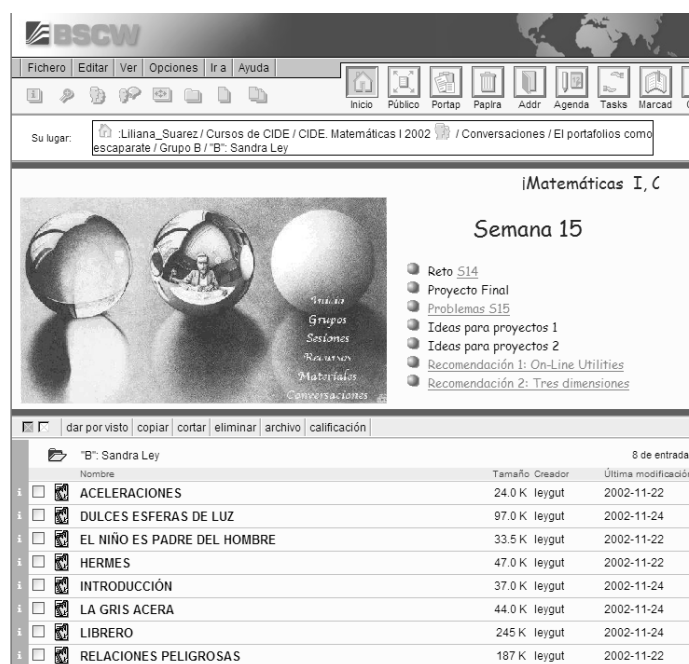 BSCW
Fichero Editar Ver Opciones Ir a Ayuda
Inicio Público Portap Paplra Addr Agenda Tasks Marcad
Su lugar: :Liliana_Suarez / Cursos de CIDE / CIDE. Matemáticas I 2002 / Conversaciones / El portafolios como
escaparate / Grupo B / "B": Sandra Ley
¡Matemáticas I, C
Semana 15
Reto S14
Proyecto Final
Problemas S15
Ideas para proyectos 1
Ideas para proyectos 2
Recomendación 1: On-Line Utilities
Recomendación 2: Tres dimensiones
Inicio
Grupos
Sesiones
Recursos
Materiales
Conversaciones
dar por visto copiar cortar eliminar archivo calificación
"B": Sandra Ley 8 de entrada
Nombre Tamaño Creador Última modificació
ACELERACIONES 24.0 K leygut 2002-11-22
DULCES ESFERAS DE LUZ 97.0 K leygut 2002-11-24
EL NIÑO ES PADRE DEL HOMBRE 33.5 K leygut 2002-11-22
HERMES 47.0 K leygut 2002-11-22
INTRODUCCIÓN 37.0 K leygut 2002-11-24
LA GRIS ACERA 44.0 K leygut 2002-11-24
LIBRERO 245 K leygut 2002-11-24
RELACIONES PELIGROSAS 187 K leygut 2002-11-22